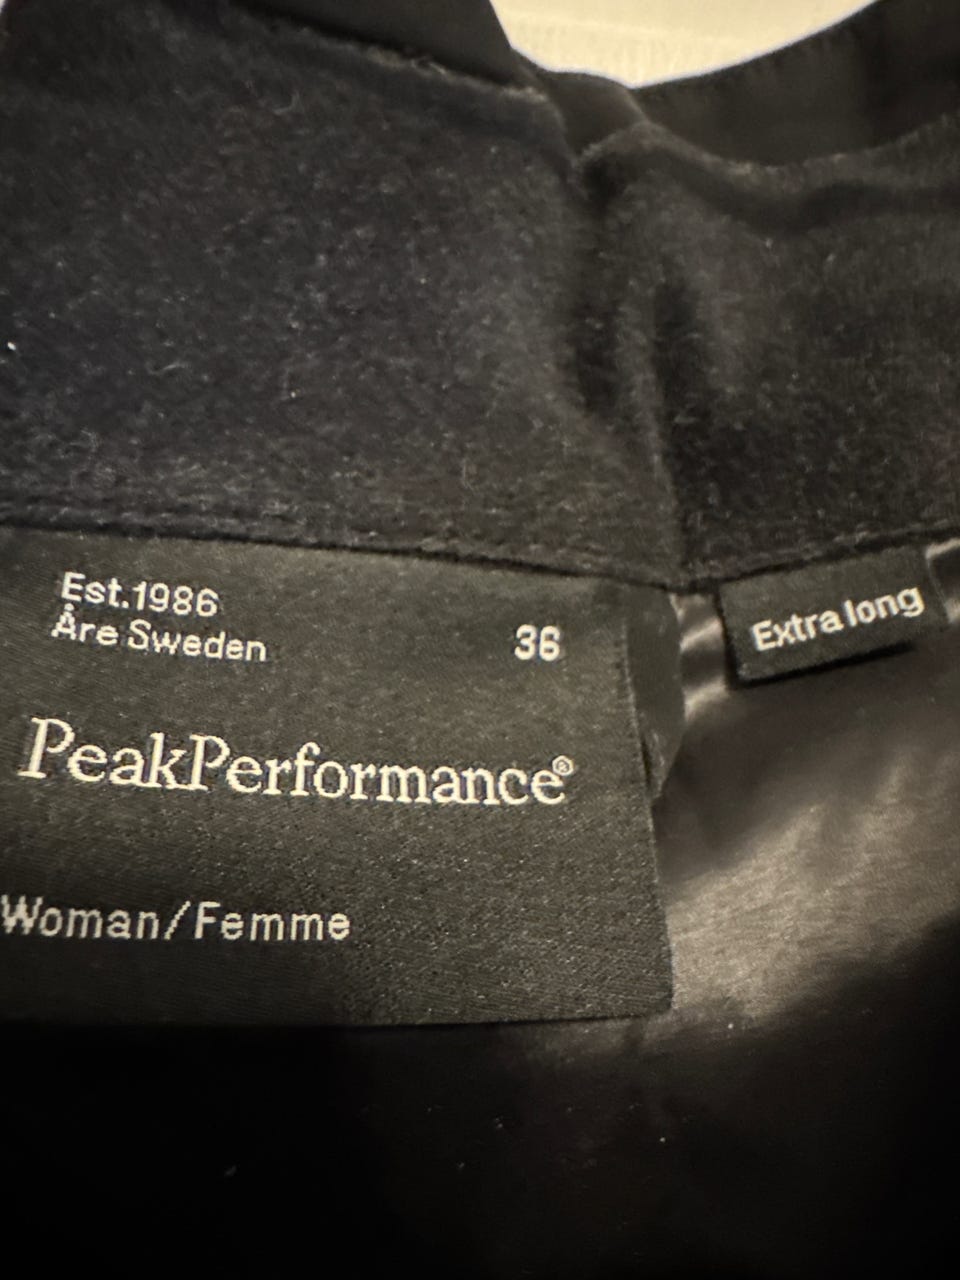 Est.1986
Åre Sweden
36
PeakPerformance®
Woman/Femme
Extra long